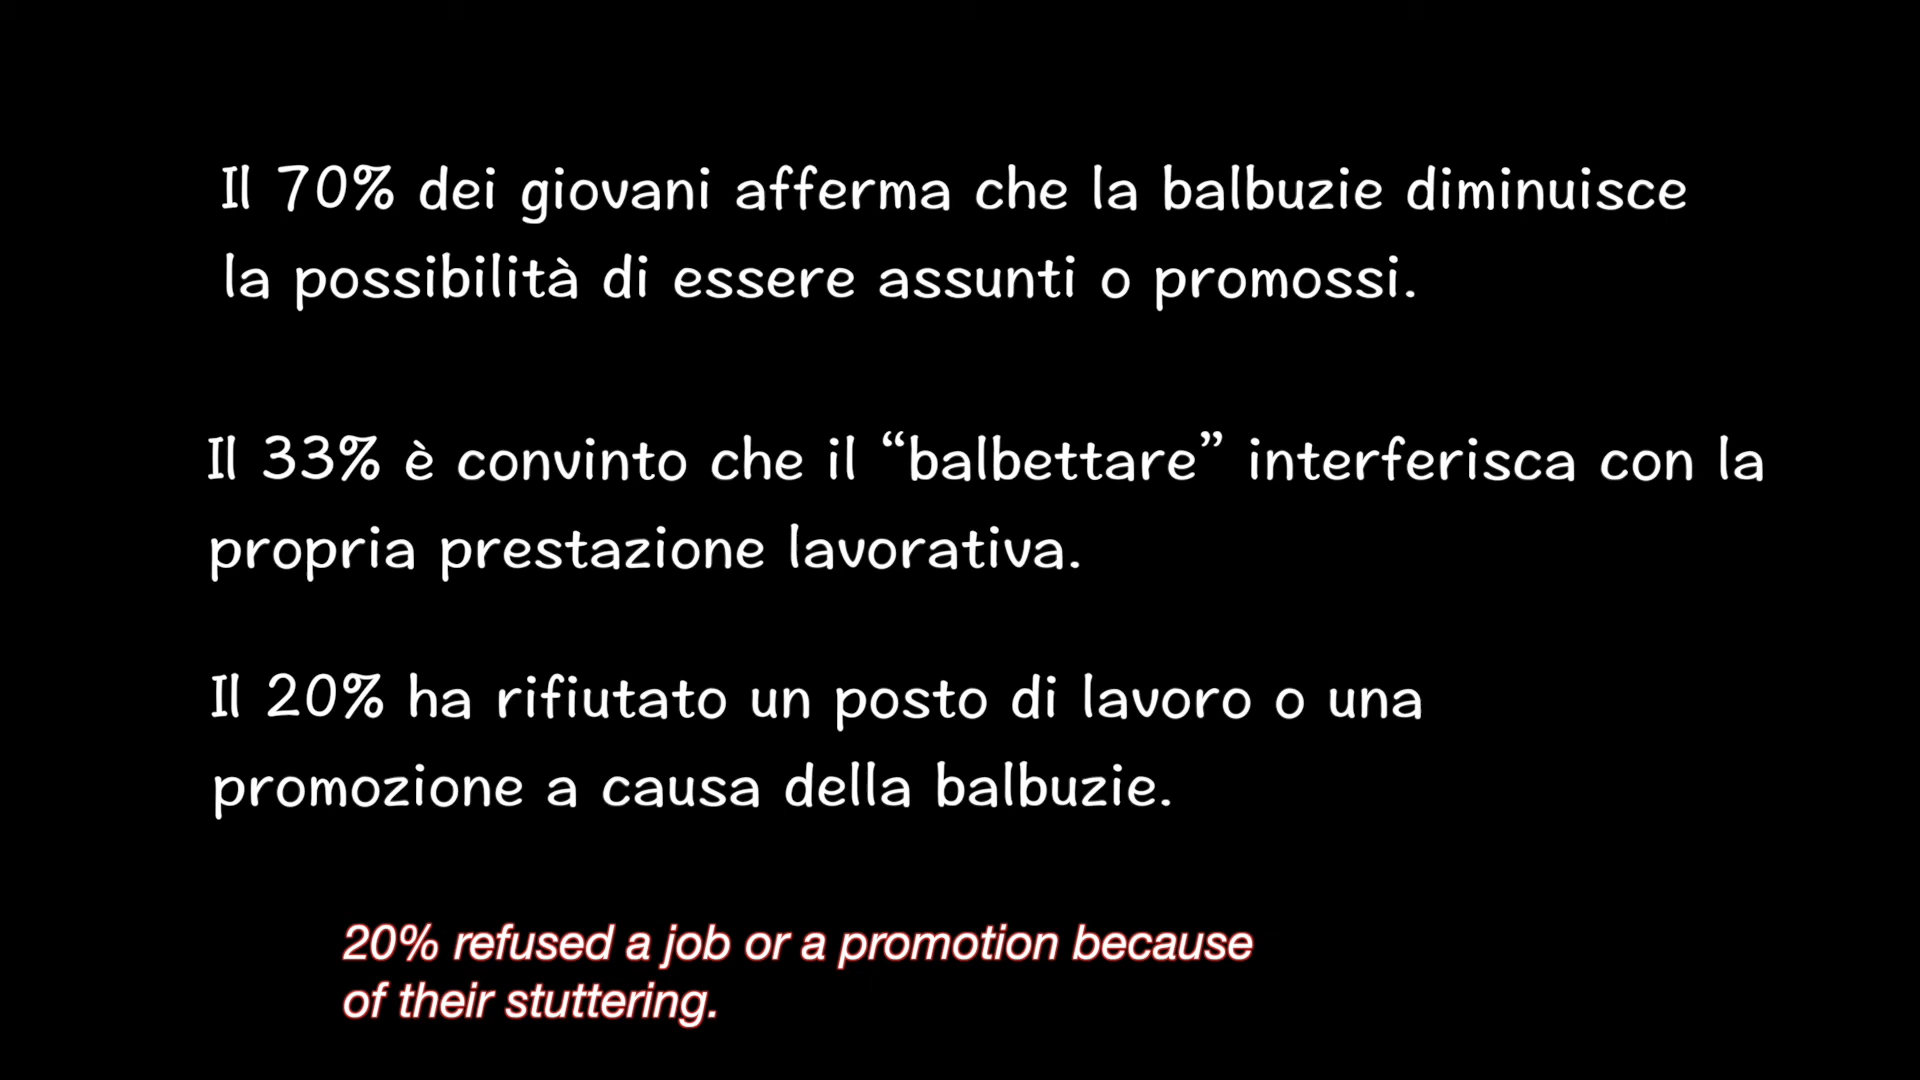 Il 70% dei giovani afferma che la balbuzie diminuisce
la possibilità di essere assunti o promossi.
Il 33% è convinto che il “balbettare” interferisca con la
propria prestazione lavorativa.
Il 20% ha rifiutato un posto di lavoro o una
promozione a causa della balbuzie.
20% refused a job or a promotion because
of their stuttering.